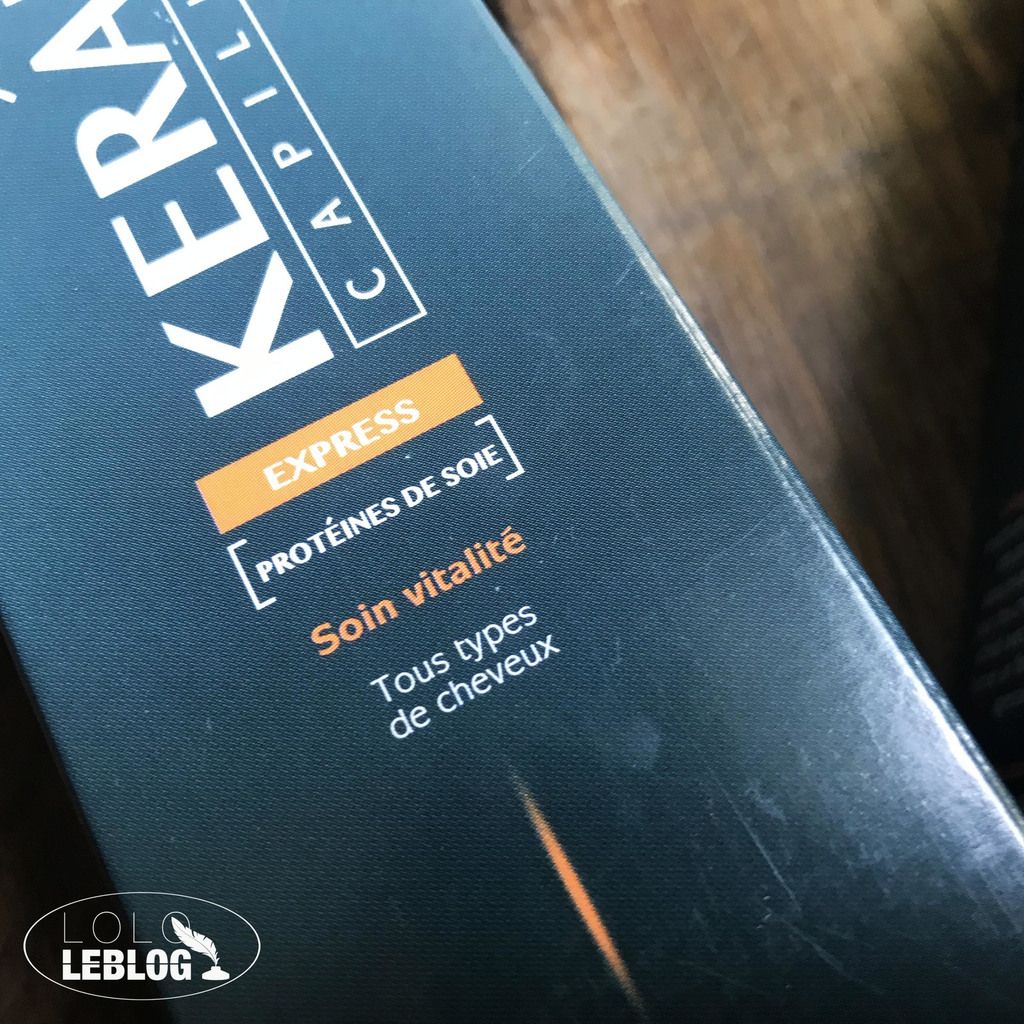 KERA
CAPIL
EXPRESS
[PROTÉINES DE SOIE]
Soin vitalité
Tous types
de cheveux
LOLO
LEBLOG